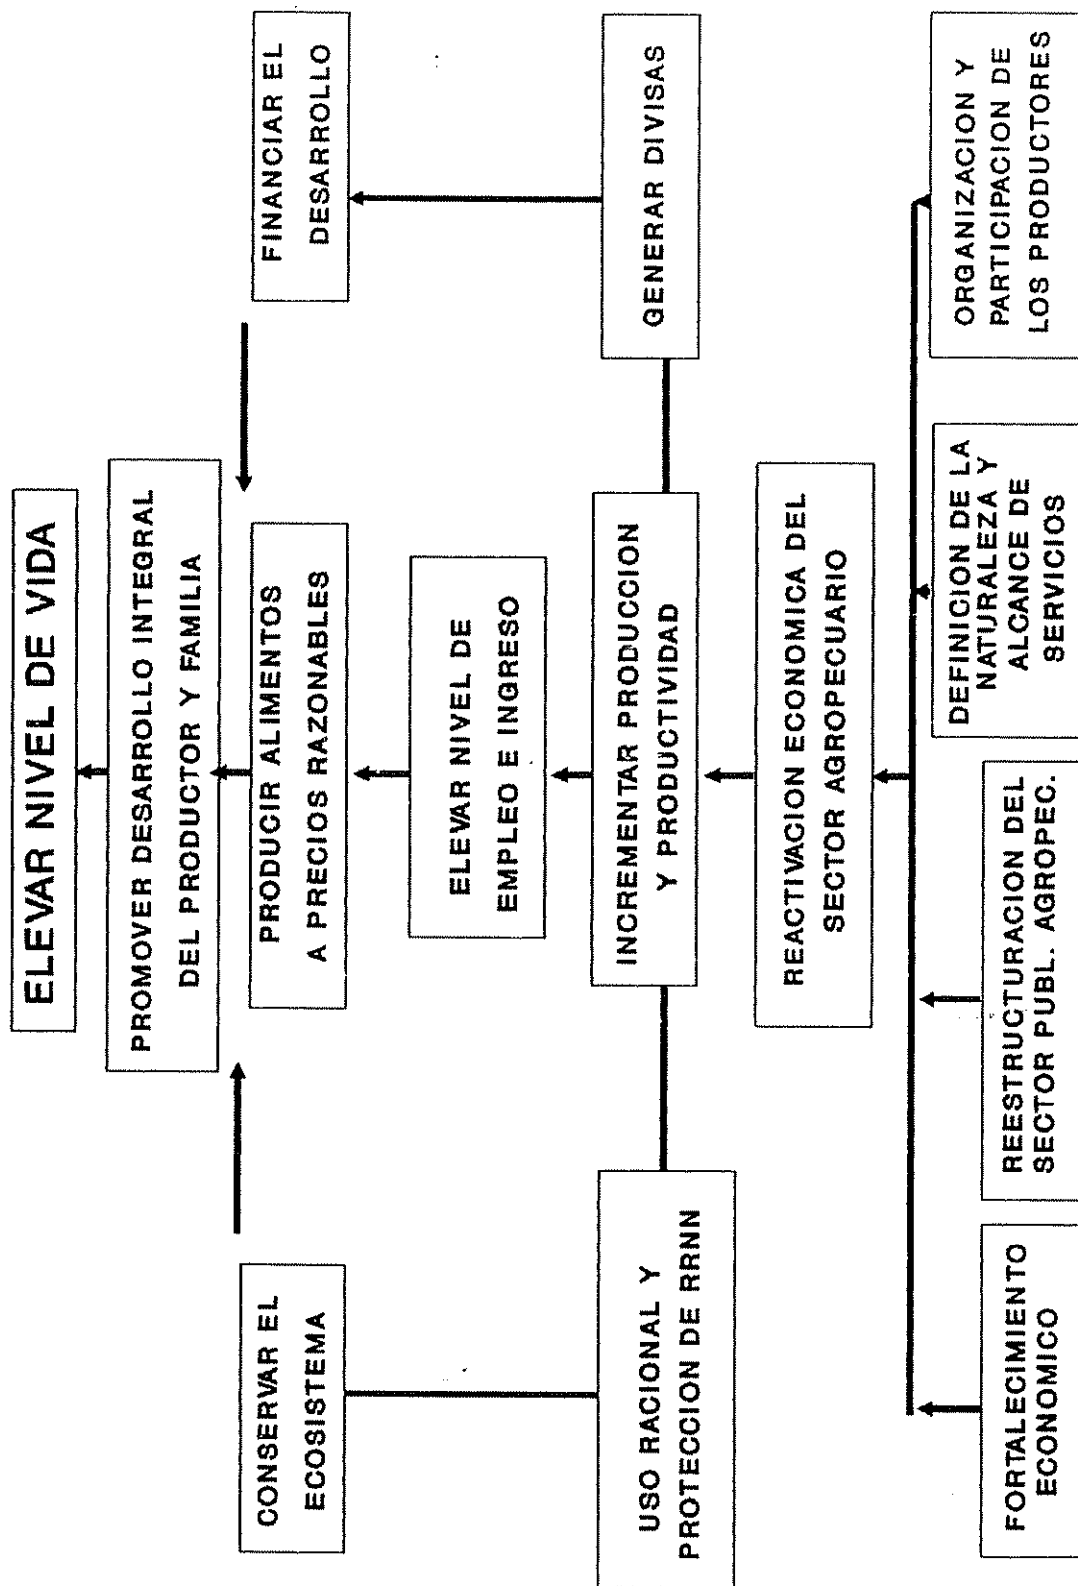 ELEVAR NIVEL DE VIDA
PROMOVER DESARROLLO INTEGRAL
DEL PRODUCTOR Y FAMILIA
CONSERVAR EL
ECOSISTEMA
PRODUCIR ALIMENTOS
A PRECIOS RAZONABLES
FINANCIAR EL
DESARROLLO
ELEVAR NIVEL DE
EMPLEO E INGRESO
USO RACIONAL Y
PROTECCION DE RRNN
INCREMENTAR PRODUCCION
Y PRODUCTIVIDAD
GENERAR DIVISAS
REACTIVACION ECONOMICA DEL
SECTOR AGROPECUARIO
FORTALECIMIENTO
ECONOMICO
REESTRUCTURACION DEL
SECTOR PUBL. AGROPEC.
DEFINICION DE LA
NATURALEZA Y
ALCANCE DE
SERVICIOS
ORGANIZACION Y
PARTICIPACION DE
LOS PRODUCTORES